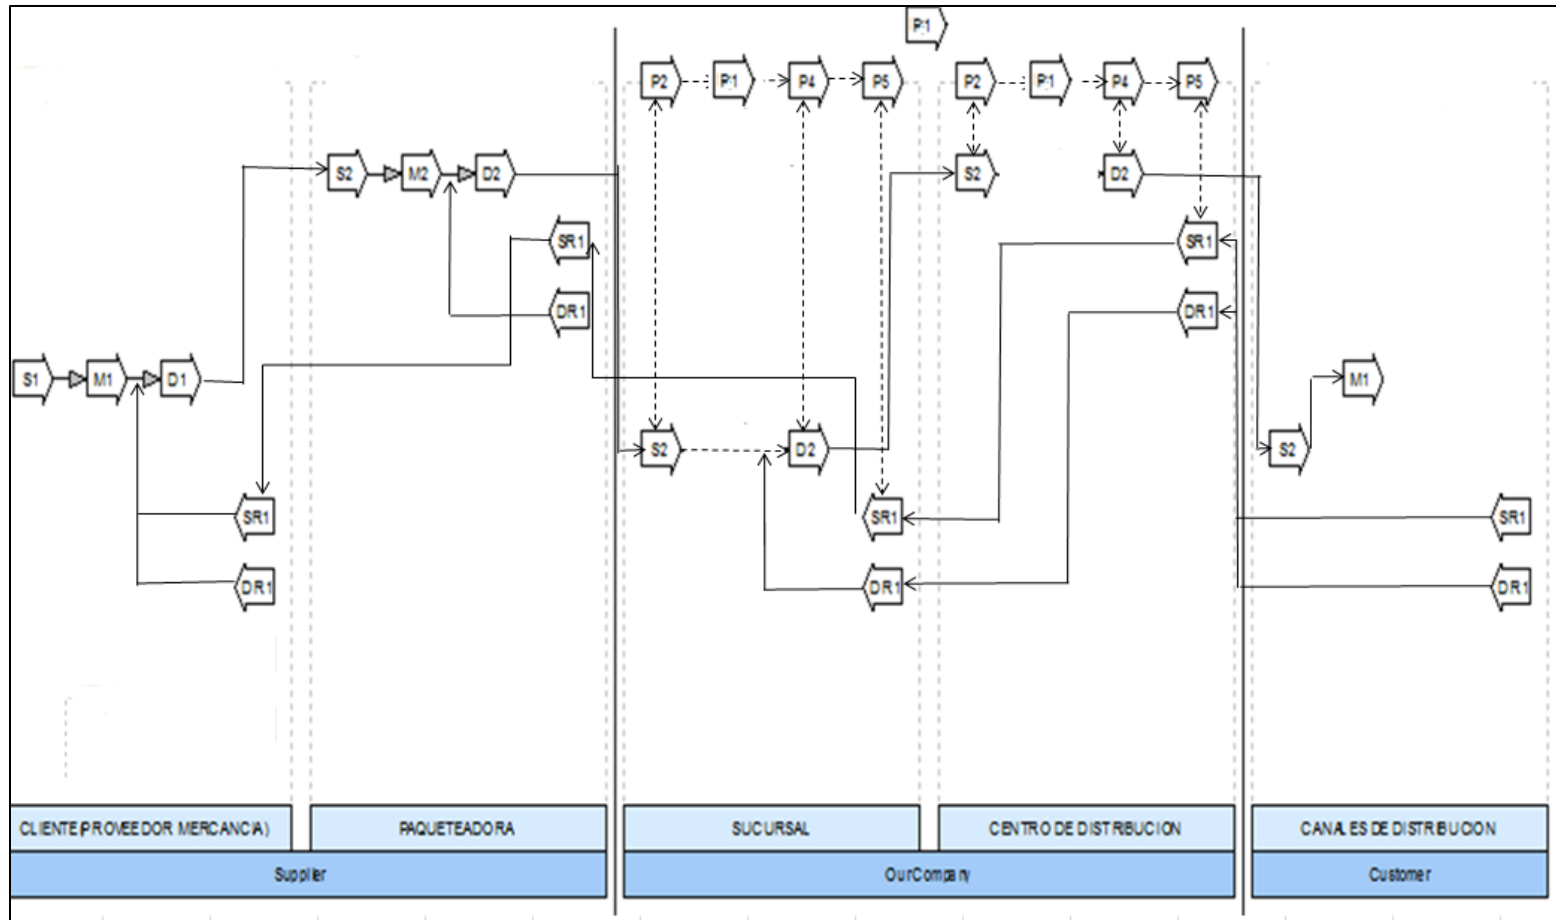 P1
P2 P1 P4 P5 P2 P1 P4 P5
S2 M2 D2 S2 D2
SR1 SR1
DR1 DR1
S1 M1 D1 M1
S2 D2 S2
SR1 SR1 SR1
DR1 DR1 DR1
CLIENTE(PROVEEDOR MERCANCIA) PAQUETEADORA SUCURSAL CENTRO DE DISTRIBUCION CANALES DE DISTRIBUCION
Supplier OurCompany Customer